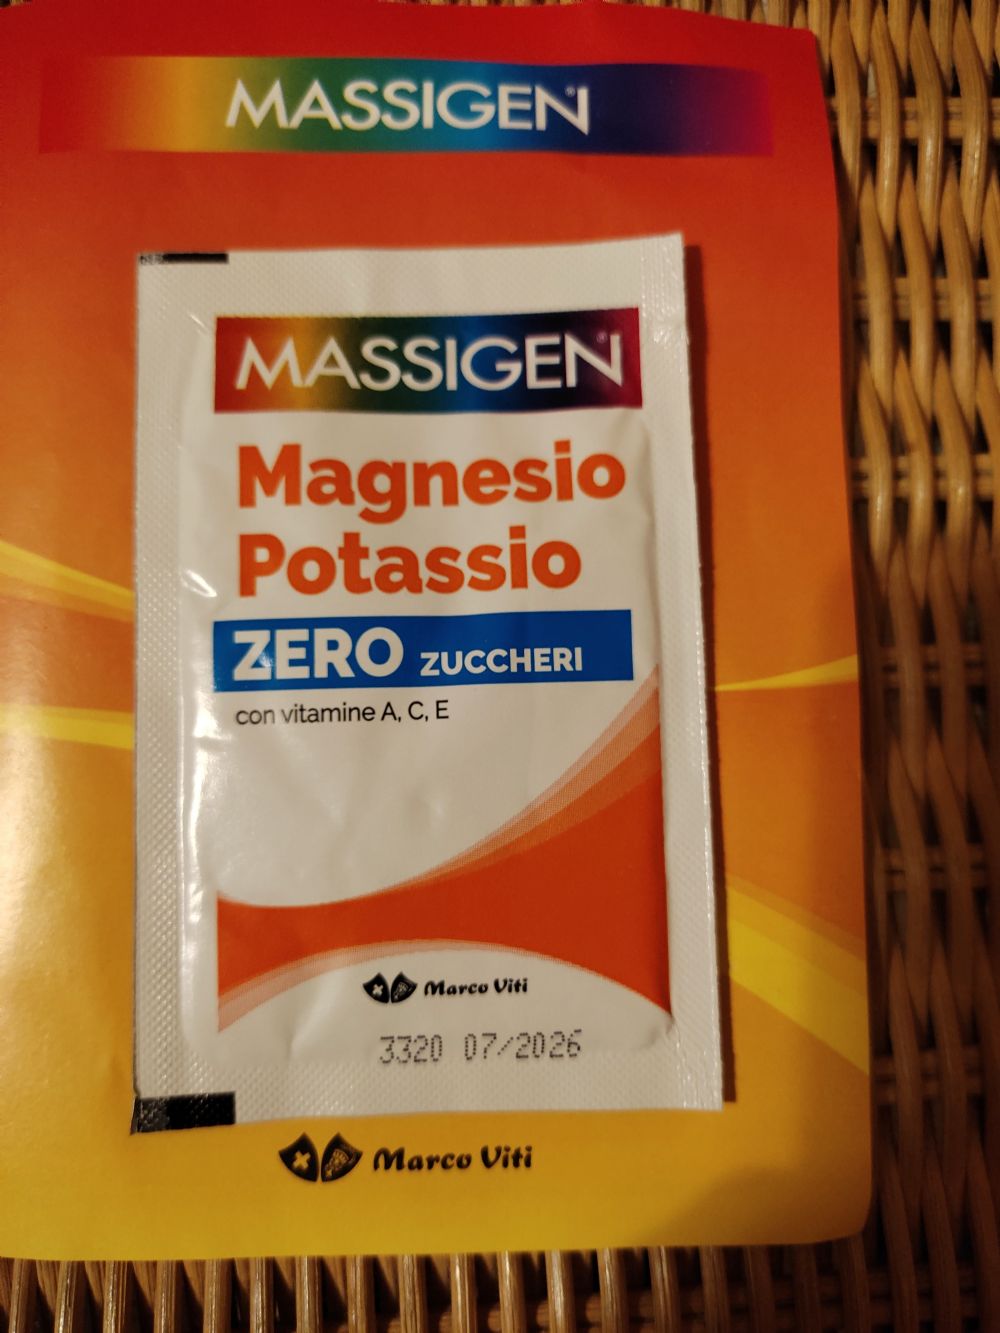 MASSIGEN®
MASSIGEN®
Magnesio
Potassio
ZERO ZUCCHERI
con vitamine A, C, E
Marco Viti
3320 07/2026
Marco Viti